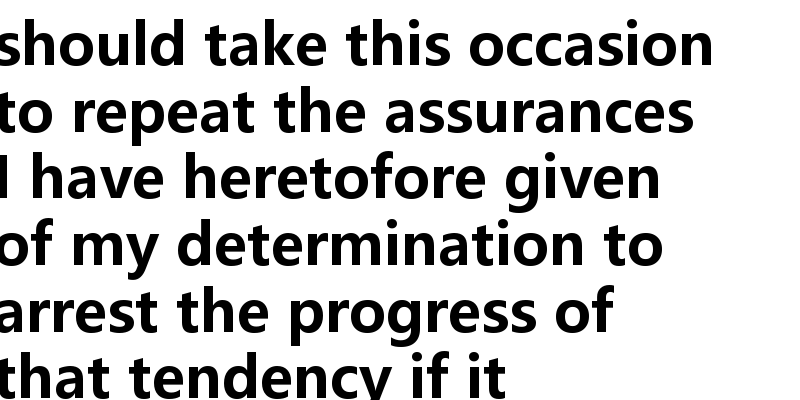 should take this occasion
to repeat the assurances
I have heretofore given
of my determination to
arrest the progress of
that tendency if it